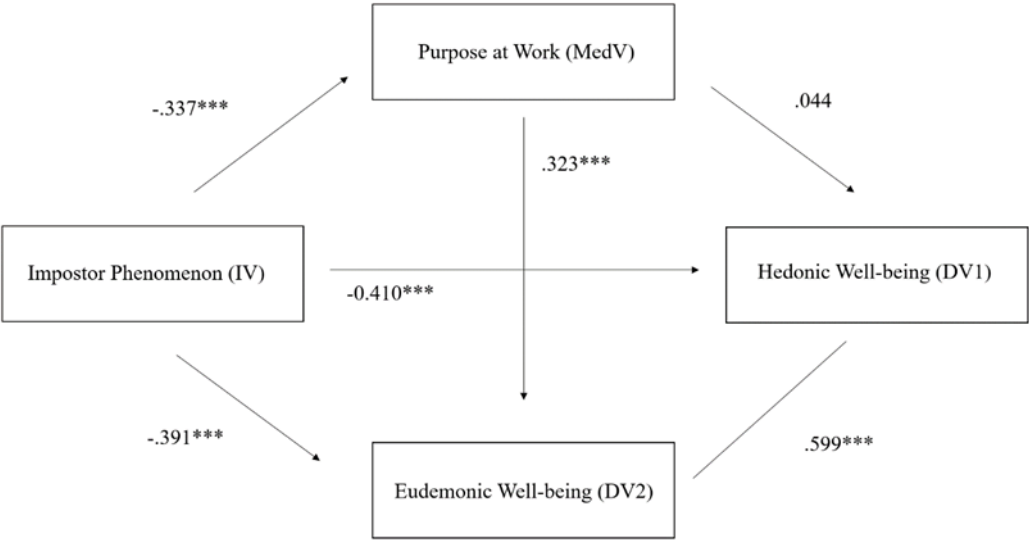 Purpose at Work (MedV)
-.337***
.044
.323***
Impostor Phenomenon (IV)
Hedonic Well-being (DV1)
-0.410***
-.391***
.599***
Eudemonic Well-being (DV2)